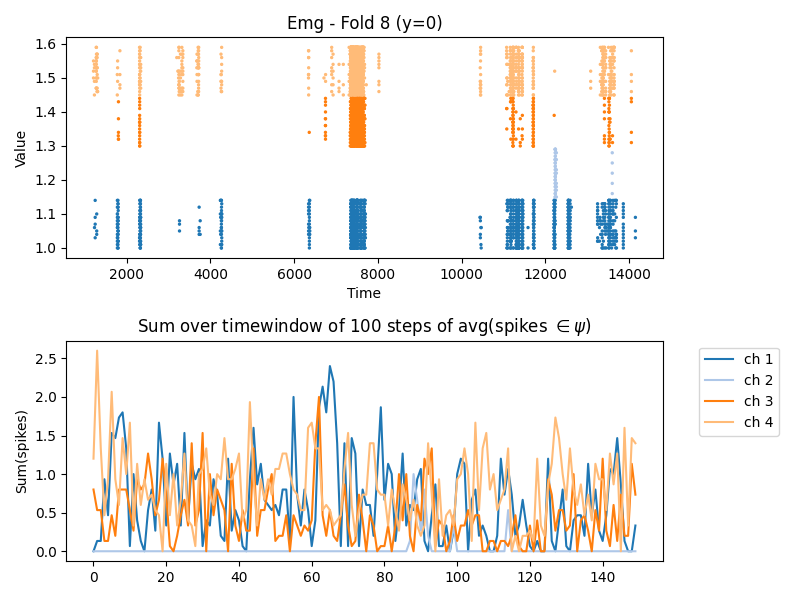 Emg - Fold 8 (y=0)
1.6
1.5
1.4
1.3
1.2
1.1
1.0
Value
2000 4000 6000 8000 10000 12000 14000
Time
Sum over timewindow of 100 steps of avg(spikes ∈ ψ)
2.5
2.0
1.5
1.0
0.5
0.0
Sum(spikes)
0 20 40 60 80 100 120 140
ch 1
ch 2
ch 3
ch 4